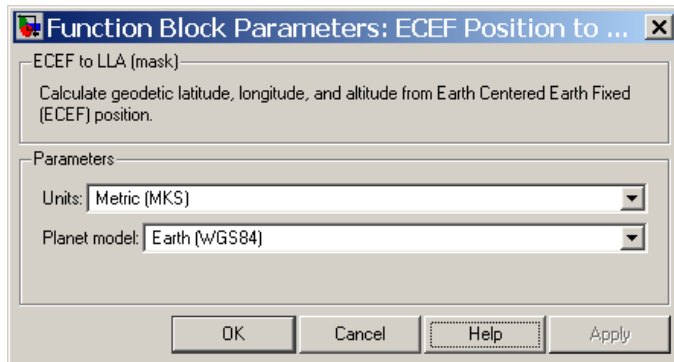 Function Block Parameters: ECEF Position to ...
ECEF to LLA (mask)
Calculate geodetic latitude, longitude, and altitude from Earth Centered Earth Fixed
(ECEF) position.
Parameters
Units: Metric (MKS)
Planet model: Earth (WGS84)
OK Cancel Help Apply